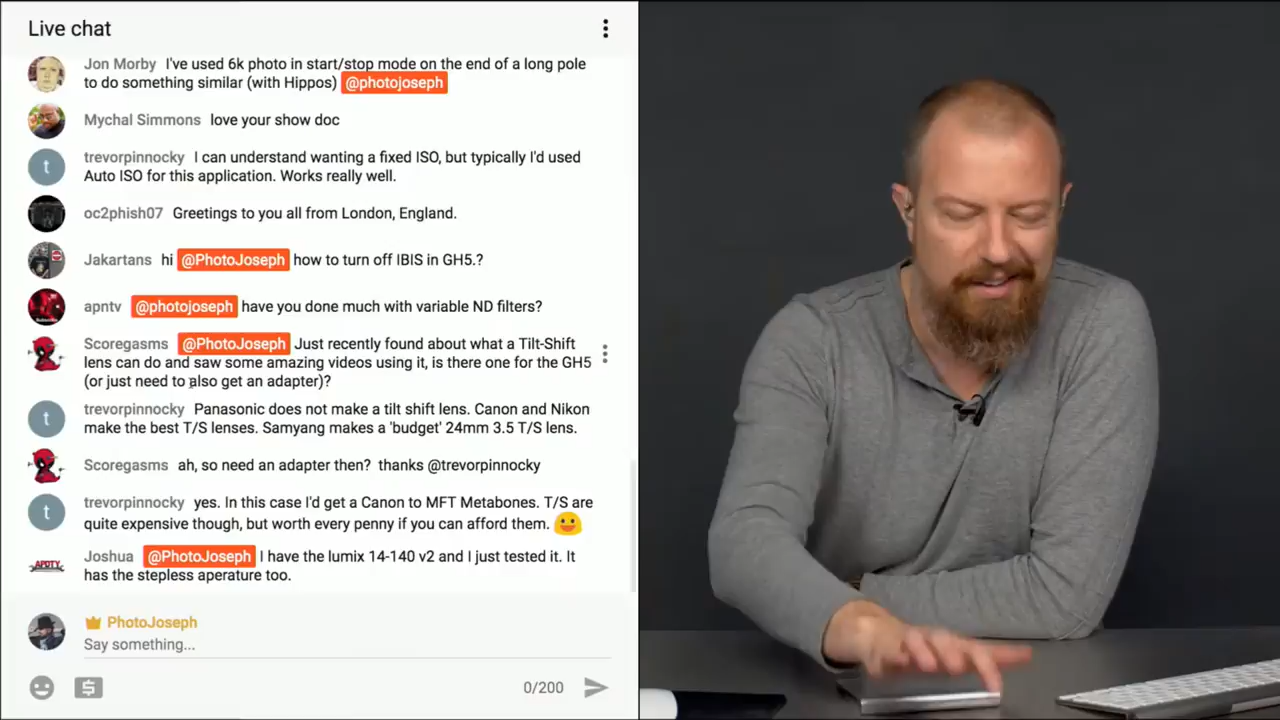 Live chat
Jon Morby I've used 6k photo in start/stop mode on the end of a long pole
to do something similar (with Hippos) @photojoseph
Mychal Simmons love your show doc
trevorpinnocky I can understand wanting a fixed ISO, but typically I'd used
Auto ISO for this application. Works really well.
oc2phish07 Greetings to you all from London, England.
Jakartans hi @PhotoJoseph how to turn off IBIS in GH5.?
apntv @photojoseph have you done much with variable ND filters?
Scoregasms @PhotoJoseph Just recently found about what a Tilt-Shift
lens can do and saw some amazing videos using it, is there one for the GH5
(or just need to also get an adapter)?
t
trevorpinnocky Panasonic does not make a tilt shift lens. Canon and Nikon
make the best T/S lenses. Samyang makes a 'budget' 24mm 3.5 T/S lens.
Scoregasms ah, so need an adapter then? thanks @trevorpinnocky
t
trevorpinnocky yes. In this case I'd get a Canon to MFT Metabones. T/S are
quite expensive though, but worth every penny if you can afford them.
Joshua @PhotoJoseph I have the lumix 14-140 v2 and I just tested it. It
has the stepless aperature too.
PhotoJoseph
Say something...
0/200